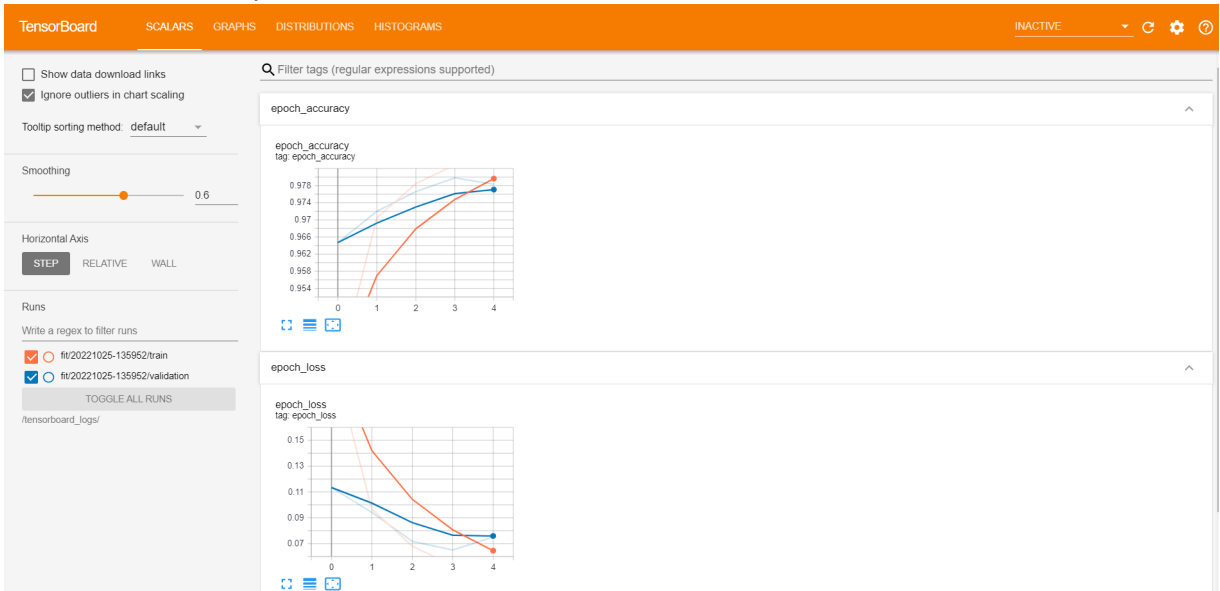 TensorBoard SCALARS GRAPHS DISTRIBUTIONS HISTOGRAMS INACTIVE
Show data download links
Ignore outliers in chart scaling
Tooltip sorting method: default
Smoothing
0.6
Horizontal Axis
STEP RELATIVE WALL
Runs
Write a regex to filter runs
fit/20221025-135952/train
fit/20221025-135952/validation
TOGGLE ALL RUNS
/tensorboard_logs/
Filter tags (regular expressions supported)
epoch_accuracy
epoch_accuracy
tag: epoch_accuracy
0.978
0.974
0.97
0.966
0.962
0.958
0.954
0 1 2 3 4
epoch_loss
epoch_loss
tag: epoch_loss
0.15
0.13
0.11
0.09
0.07
0 1 2 3 4